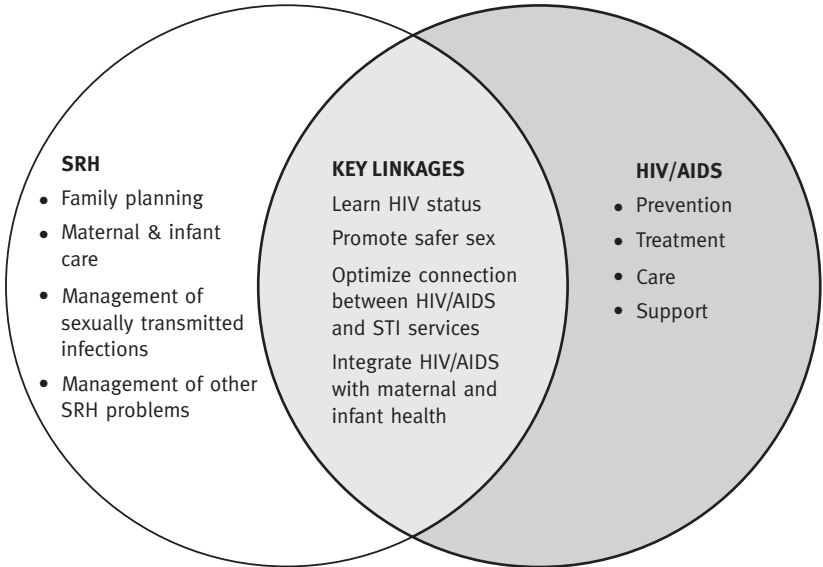 SRH
• Family planning
• Maternal & infant
care
• Management of
sexually transmitted
infections
• Management of other
SRH problems
KEY LINKAGES
Learn HIV status
Promote safer sex
Optimize connection
between HIV/AIDS
and STI services
Integrate HIV/AIDS
with maternal and
infant health
HIV/AIDS
• Prevention
• Treatment
• Care
• Support